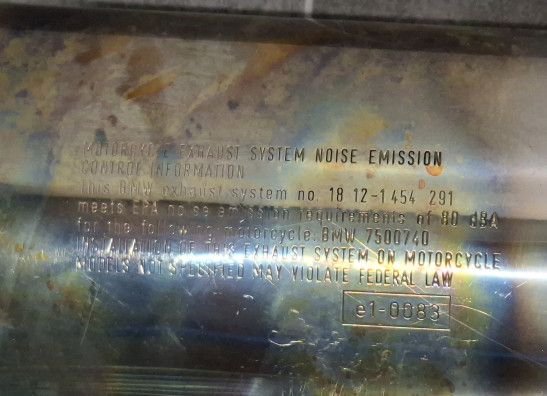 MOTORCYCLE EXHAUST SYSTEM NOISE EMISSION
CONTROL INFORMATION
This BMW exhaust system no. 18 12-1 454 291
meets EPA noise emission requirements of 80 dBA
for the following motorcycle: BMW 7500740
INSTALLATION OF THIS EXHAUST SYSTEM ON MOTORCYCLE
MODELS NOT SPECIFIED MAY VIOLATE FEDERAL LAW
e1-0083